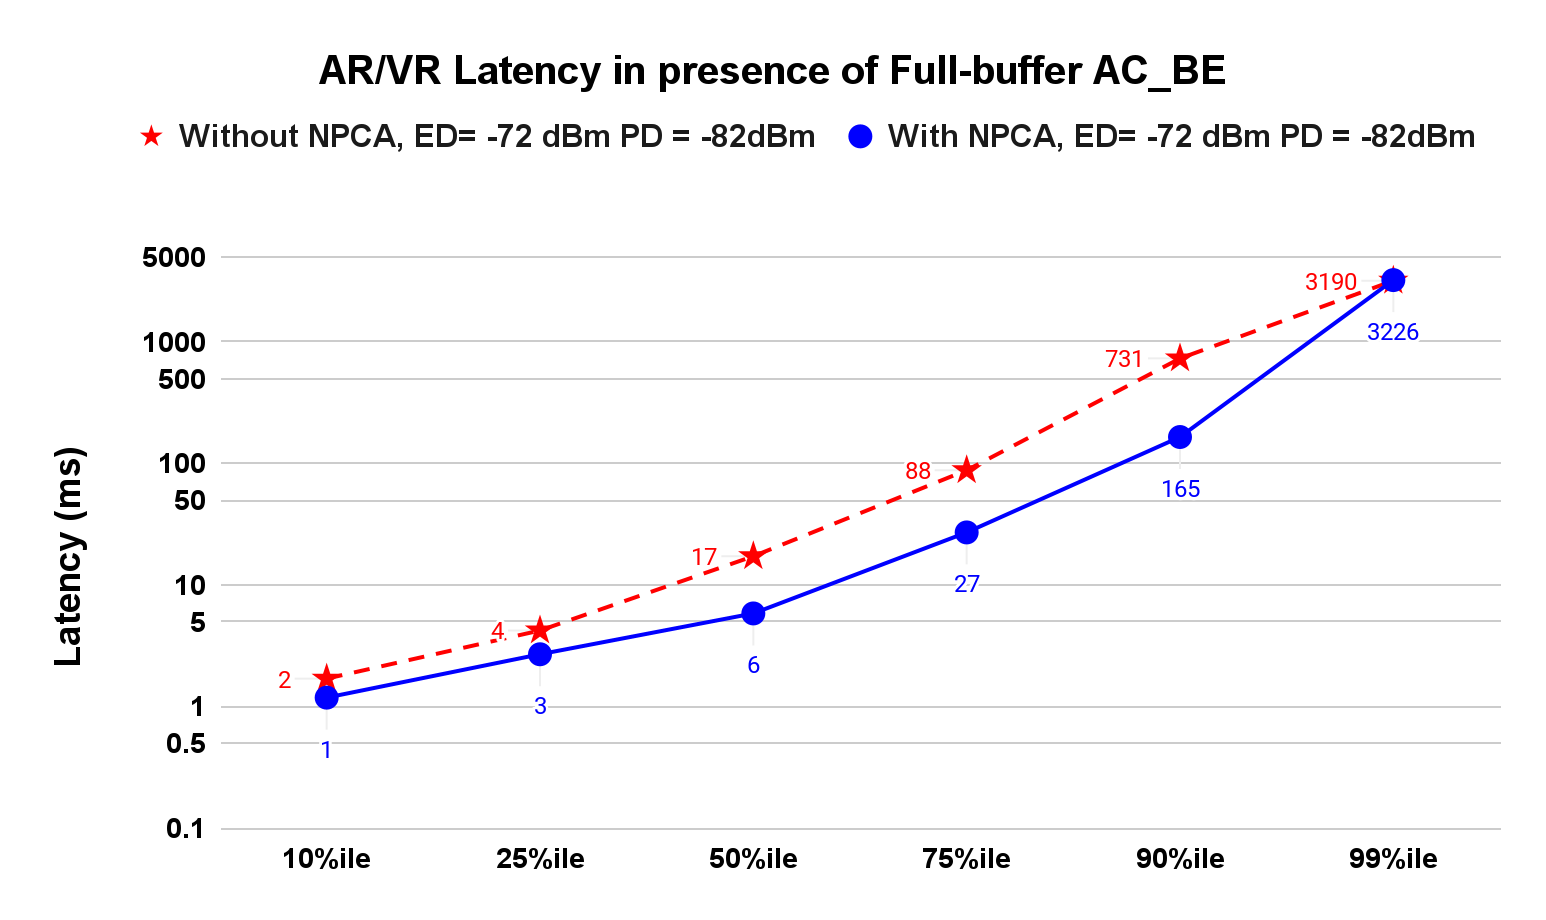 AR/VR Latency in presence of Full-buffer AC_BE
Without NPCA, ED= -72 dBm PD = -82dBm
With NPCA, ED= -72 dBm PD = -82dBm
Latency (ms)
5000
1000
500
100
50
10
5
1
0.5
0.1
2
4
17
88
731
3190
1
3
6
27
165
3226
10%ile
25%ile
50%ile
75%ile
90%ile
99%ile